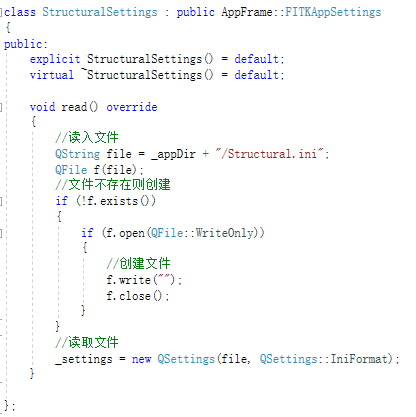 class StructuralSettings : public AppFrame::FITKAppSettings
{
public:
    explicit StructuralSettings() = default;
    virtual ~StructuralSettings() = default;

    void read() override
    {
        //读入文件
        QString file = _appDir + "/Structural.ini";
        QFile f(file);
        //文件不存在则创建
        if (!f.exists())
        {
            if (f.open(QFile::WriteOnly))
            {
                //创建文件
                f.write("");
                f.close();
            }
        }
        //读取文件
        _settings = new QSettings(file, QSettings::IniFormat);
    }

};